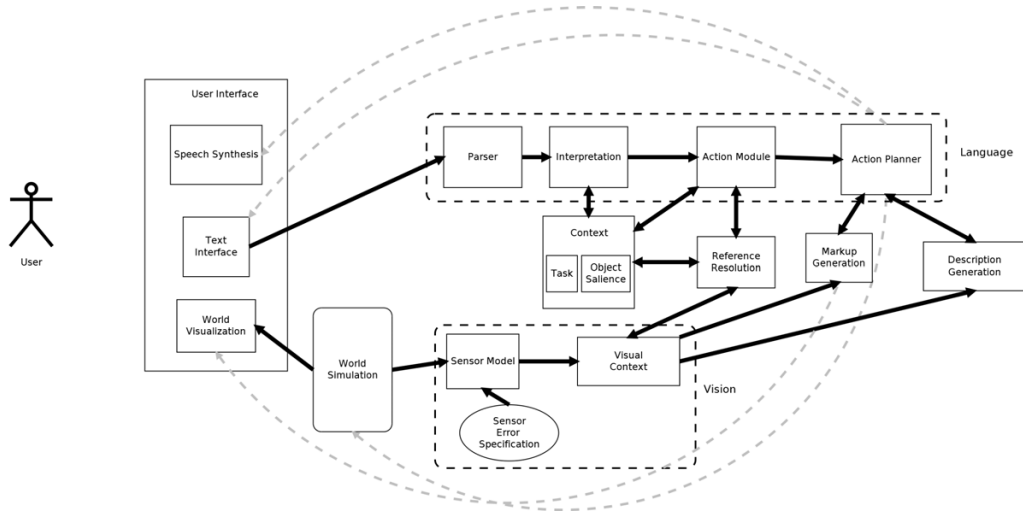 User Interface
Speech Synthesis
Text
Interface
World
Visualization
User
World
Simulation
Parser
Interpretation
Action Module
Action Planner
Language
Context
Task
Object
Salience
Reference
Resolution
Markup
Generation
Description
Generation
Sensor Model
Visual
Context
Vision
Sensor
Error
Specification